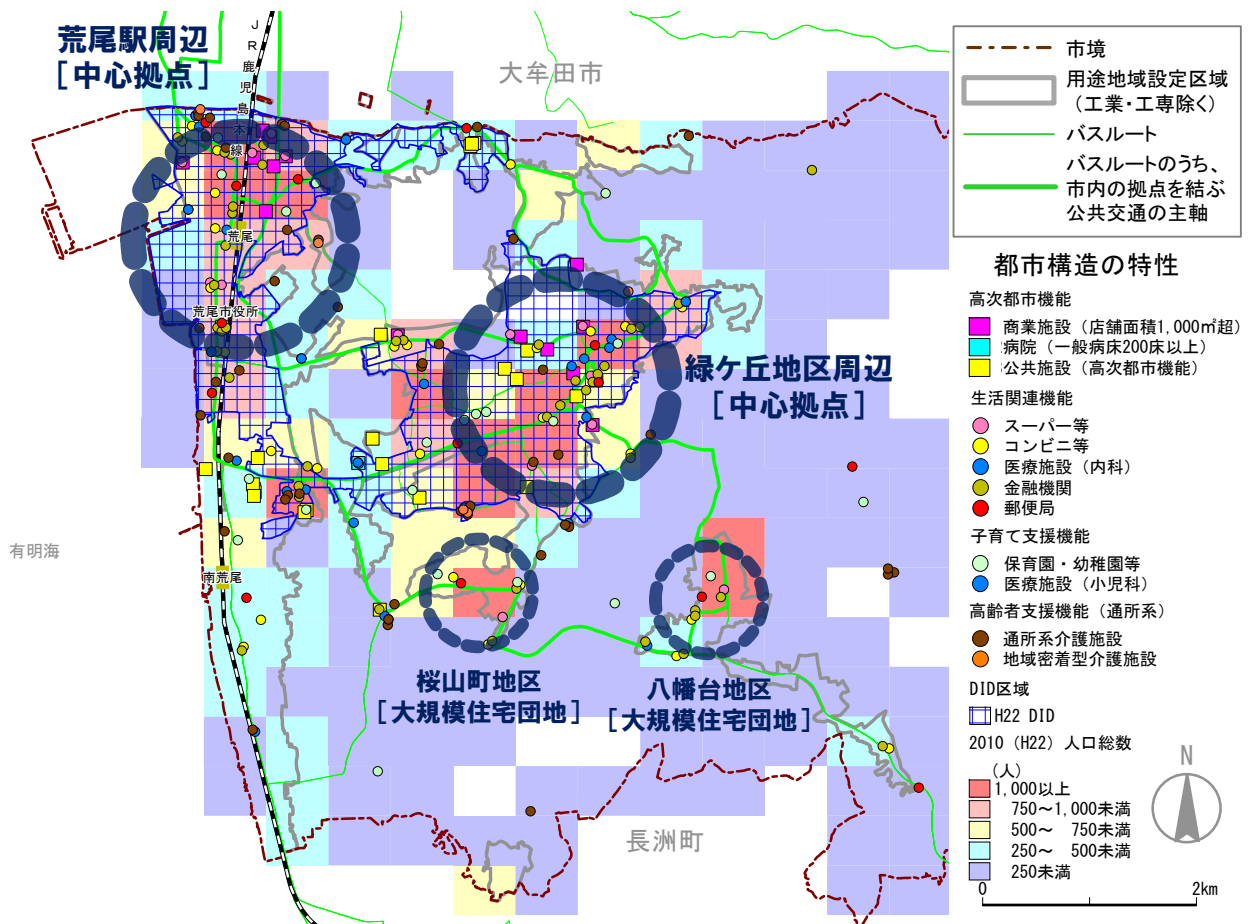 荒尾駅周辺
［中心拠点］
JR鹿児島本線
大牟田市
荒尾
荒尾市役所
緑ケ丘地区周辺
［中心拠点］
有明海
南荒尾
桜山町地区
［大規模住宅団地］
八幡台地区
［大規模住宅団地］
長洲町
市境
用途地域設定区域
（工業・工専除く）
バスルート
バスルートのうち、
市内の拠点を結ぶ
公共交通の主軸
都市構造の特性
高次都市機能
商業施設（店舗面積1,000㎡超）
病院（一般病床200床以上）
公共施設（高次都市機能）
生活関連機能
スーパー等
コンビニ等
医療施設（内科）
金融機関
郵便局
子育て支援機能
保育園・幼稚園等
医療施設（小児科）
高齢者支援機能（通所系）
通所系介護施設
地域密着型介護施設
DID区域
H22 DID
2010（H22）人口総数
（人）
1,000以上
750～1,000未満
500～ 750未満
250～ 500未満
250未満
N
0 2km